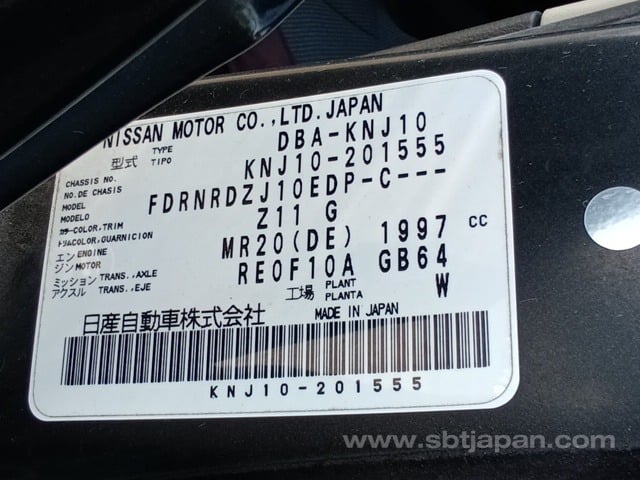 NISSAN MOTOR CO.,LTD.JAPAN
型式 TYPE TIPO DBA-KNJ10
CHASSIS NO. NO.DE CHASIS KNJ10-201555
MODEL MODELO FDRNRDZJ10EDP-C---
カラー COLOR,TRIM トリムCOLOR,GUARNICION Z11 G
エンジン ENGINE MOTOR MR20(DE) 1997 cc
ミッション TRANS.,AXLE アクスル TRANS.,EJE RE0F10A GB64
工場 PLANT PLANTA W
日産自動車株式会社 MADE IN JAPAN
KNJ10-201555
www.sbtjapan.com